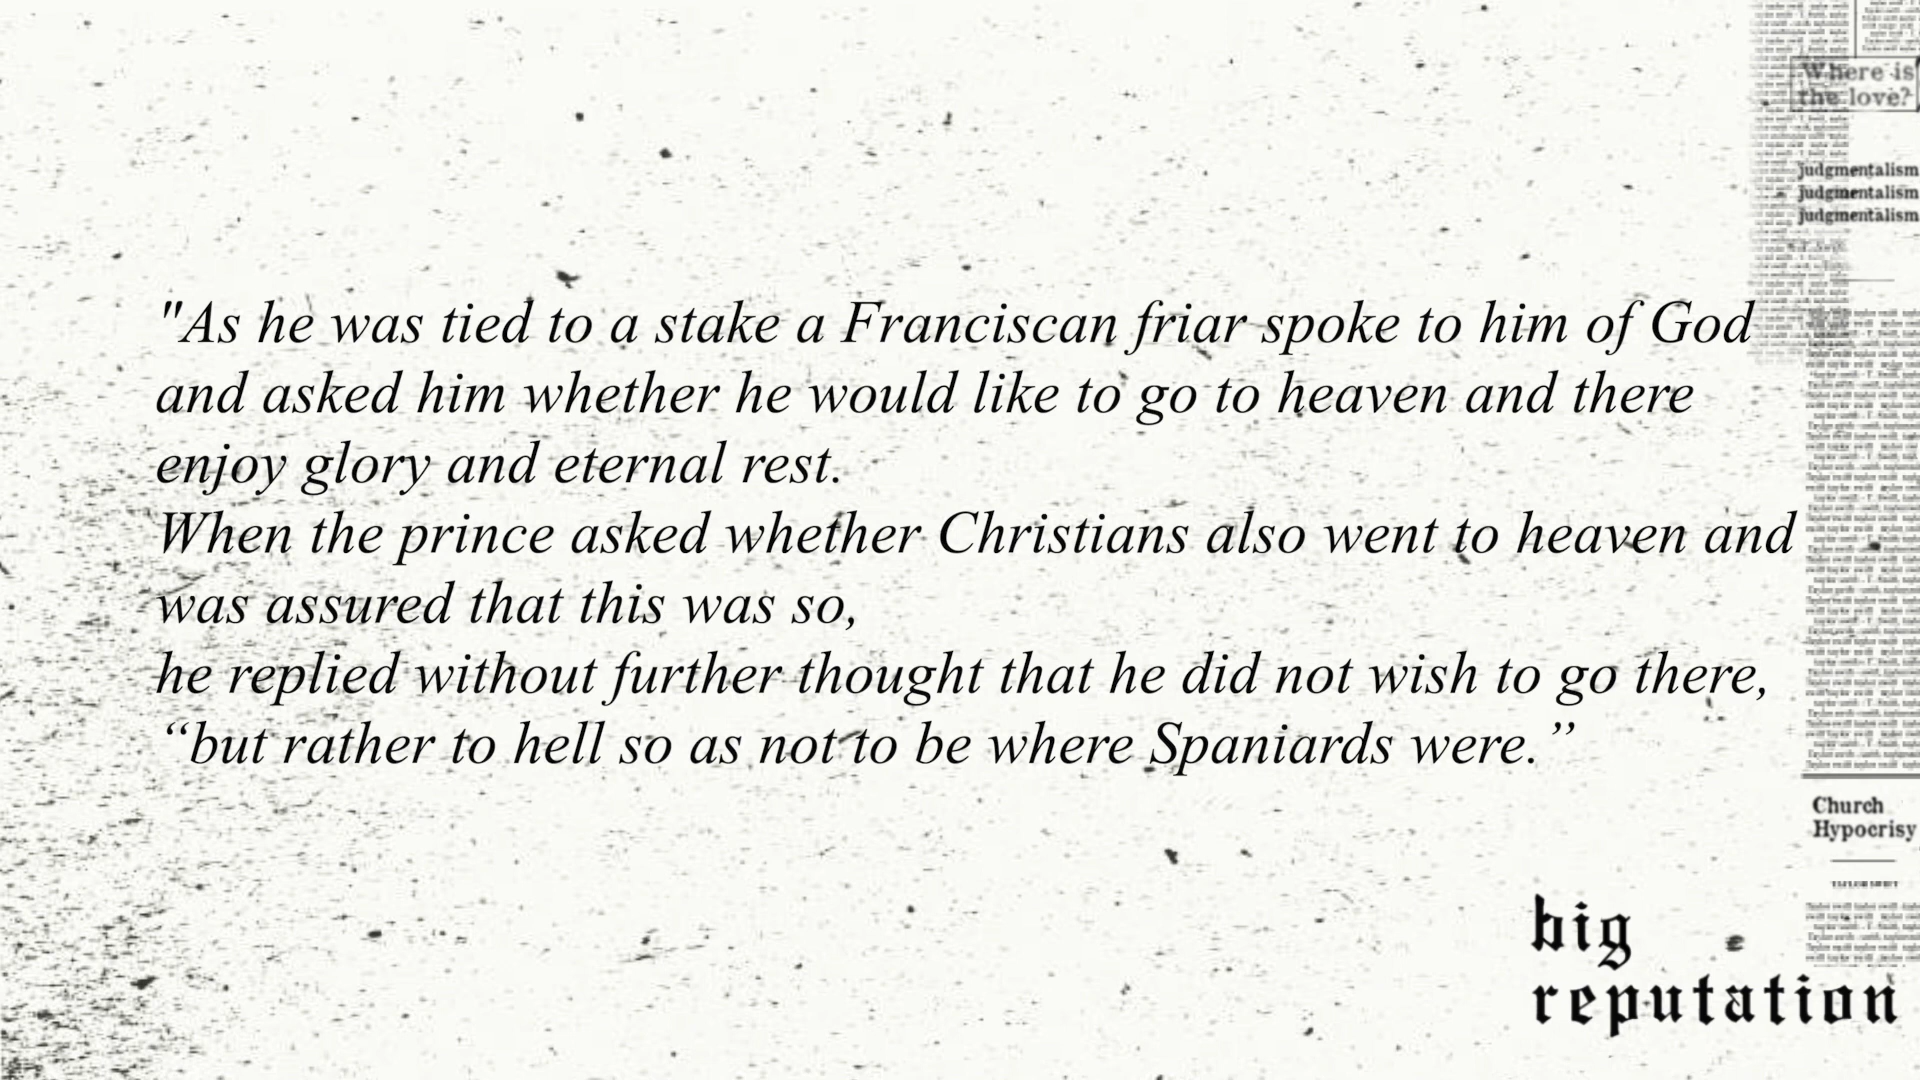 "As he was tied to a stake a Franciscan friar spoke to him of God
and asked him whether he would like to go to heaven and there
enjoy glory and eternal rest.
When the prince asked whether Christians also went to heaven and
was assured that this was so,
he replied without further thought that he did not wish to go there,
“but rather to hell so as not to be where Spaniards were.”
Where is
the love?
judgmentalism
judgmentalism
judgmentalism
Church
Hypocrisy
big
reputation